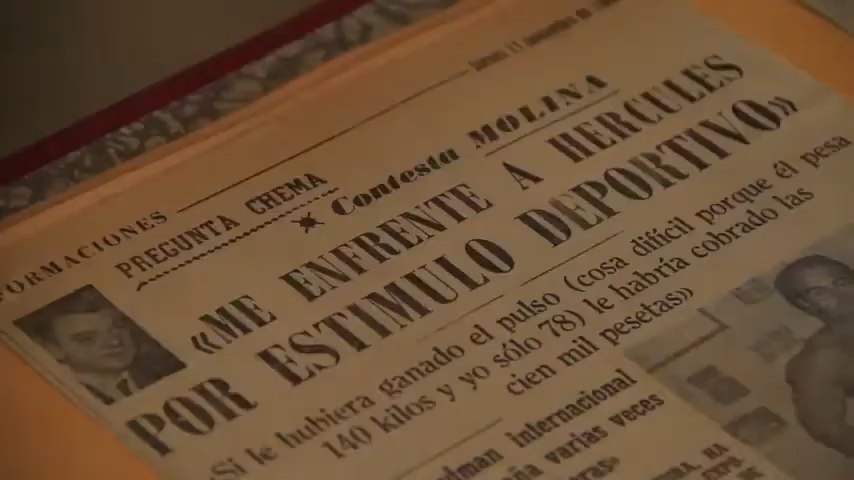 FORMACIONES
PREGUNTA CHEMA
Contesta MOLINA
«ME ENFRENTE A HERCULES
POR ESTIMULO DEPORTIVO»
«Si le hubiera ganado el pulso (cosa difícil porque él pesa
140 kilos y yo sólo 78) le habría cobrado las
cien mil pesetas»
internacional
varias veces
HA